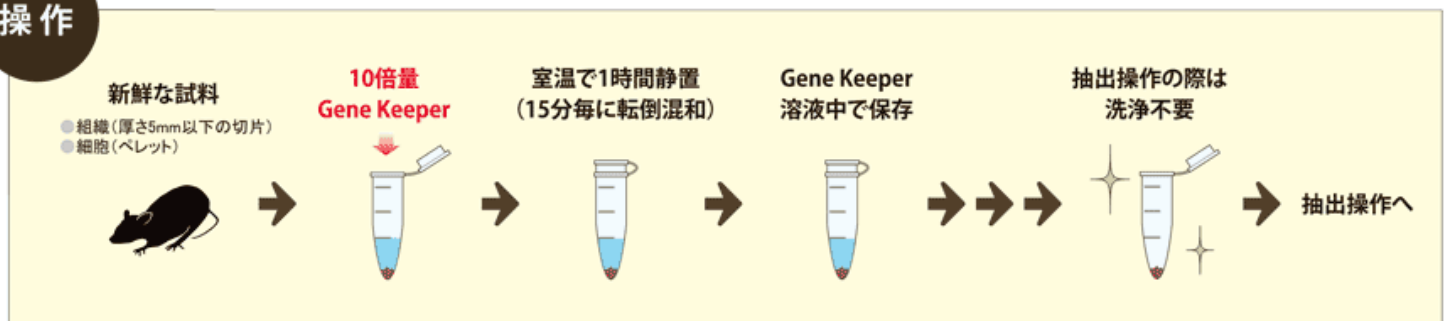 操作
新鮮な試料
●組織（厚さ5mm以下の切片）
●細胞（ペレット）
10倍量
Gene Keeper
室温で1時間静置
（15分毎に転倒混和）
Gene Keeper
溶液中で保存
抽出操作の際は
洗浄不要
抽出操作へ